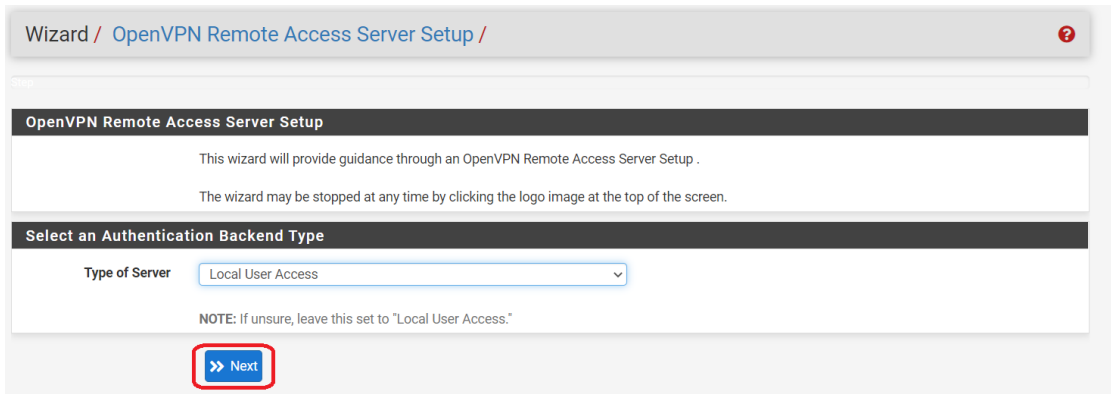 Wizard / OpenVPN Remote Access Server Setup /
Step
OpenVPN Remote Access Server Setup
This wizard will provide guidance through an OpenVPN Remote Access Server Setup .
The wizard may be stopped at any time by clicking the logo image at the top of the screen.
Select an Authentication Backend Type
Type of Server Local User Access
NOTE: If unsure, leave this set to "Local User Access."
Next